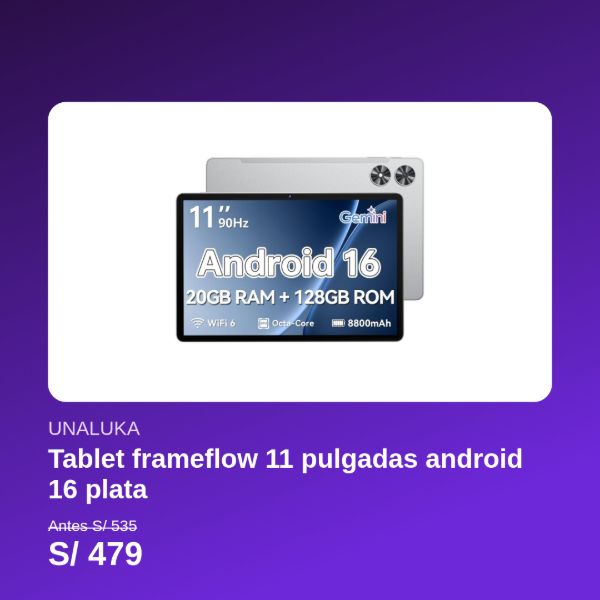 11″ 90Hz
Gemini
Android 16
20GB RAM + 128GB ROM
WiFi 6 Octa-Core 8800mAh
UNALUKA
Tablet frameflow 11 pulgadas android
16 plata
Antes S/ 535
S/ 479